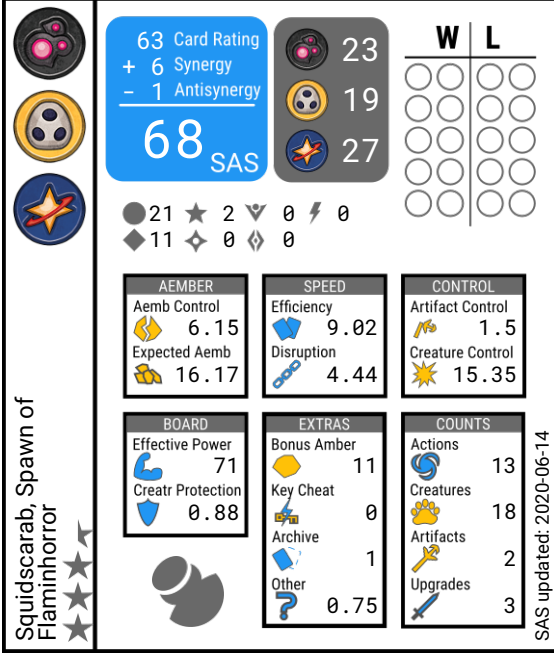 63 Card Rating
+ 6 Synergy
- 1 Antisynergy
68 SAS
23
19
27
W L
21 2 0 0
11 0 0
AEMBER
Aemb Control
6.15
Expected Aemb
16.17
SPEED
Efficiency
9.02
Disruption
4.44
CONTROL
Artifact Control
1.5
Creature Control
15.35
BOARD
Effective Power
71
Creatr Protection
0.88
EXTRAS
Bonus Amber
11
Key Cheat
0
Archive
1
Other
0.75
COUNTS
Actions
13
Creatures
18
Artifacts
2
Upgrades
3
Squidscarab, Spawn of
Flaminhorror
SAS updated: 2020-06-14